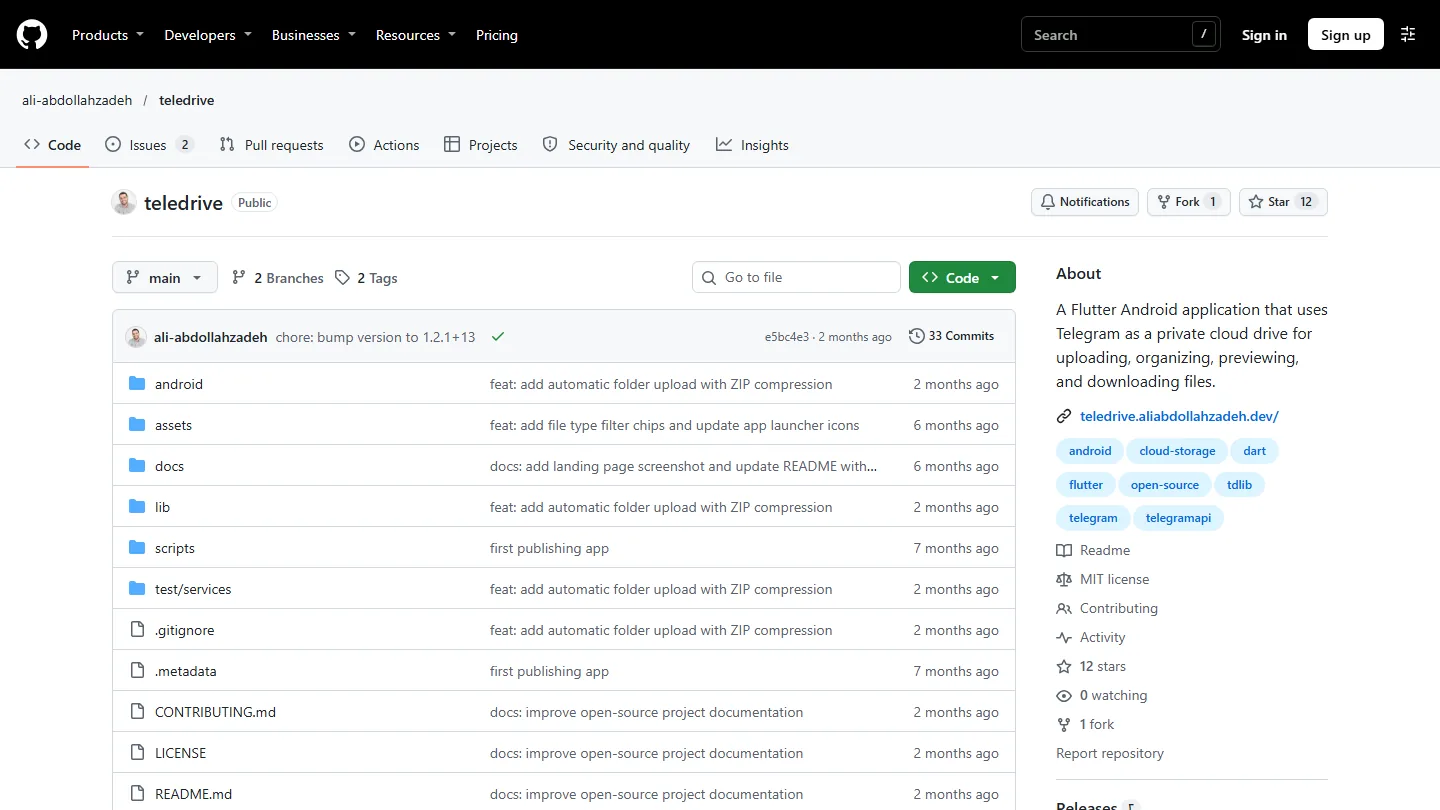 Products Developers Businesses Resources Pricing Search / Sign in Sign up
ali-abdollahzadeh / teledrive
Code Issues 2 Pull requests Actions Projects Security and quality Insights
teledrive Public Notifications Fork 1 Star 12
main 2 Branches 2 Tags Go to file Code
ali-abdollahzadeh chore: bump version to 1.2.1+13 e5bc4e3 · 2 months ago 33 Commits
android feat: add automatic folder upload with ZIP compression 2 months ago
assets feat: add file type filter chips and update app launcher icons 6 months ago
docs docs: add landing page screenshot and update README with... 6 months ago
lib feat: add automatic folder upload with ZIP compression 2 months ago
scripts first publishing app 7 months ago
test/services feat: add automatic folder upload with ZIP compression 2 months ago
.gitignore feat: add automatic folder upload with ZIP compression 2 months ago
.metadata first publishing app 7 months ago
CONTRIBUTING.md docs: improve open-source project documentation 2 months ago
LICENSE docs: improve open-source project documentation 2 months ago
README.md docs: improve open-source project documentation 2 months ago
About
A Flutter Android application that uses
Telegram as a private cloud drive for
uploading, organizing, previewing,
and downloading files.
teledrive.aliabdollahzadeh.dev/
android cloud-storage dart
flutter open-source tdlib
telegram telegramapi
Readme
MIT license
Contributing
Activity
12 stars
0 watching
1 fork
Report repository
Releases